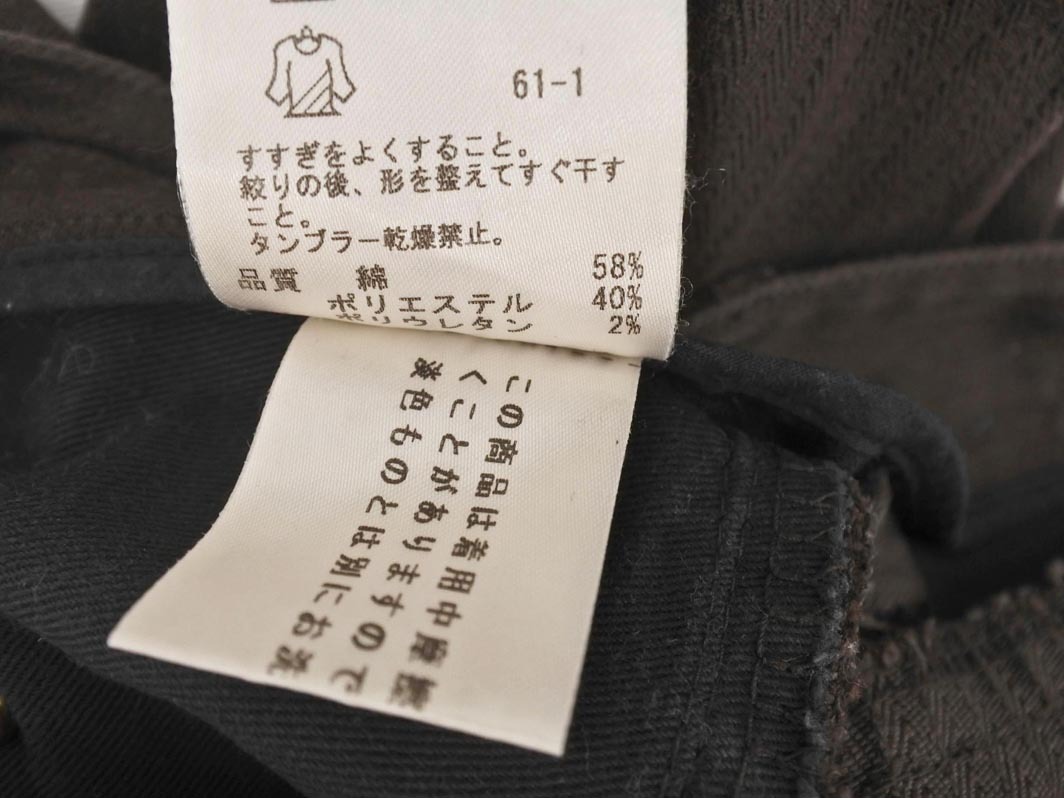 61-1
すすぎをよくすること。
絞りの後、形を整えてすぐ干す
こと。
タンブラー乾燥禁止。
品質 綿 58%
ポリエステル 40%
ポリウレタン 2%
この商品は着用中摩擦
くことがありますので
淡色ものとは別にお洗